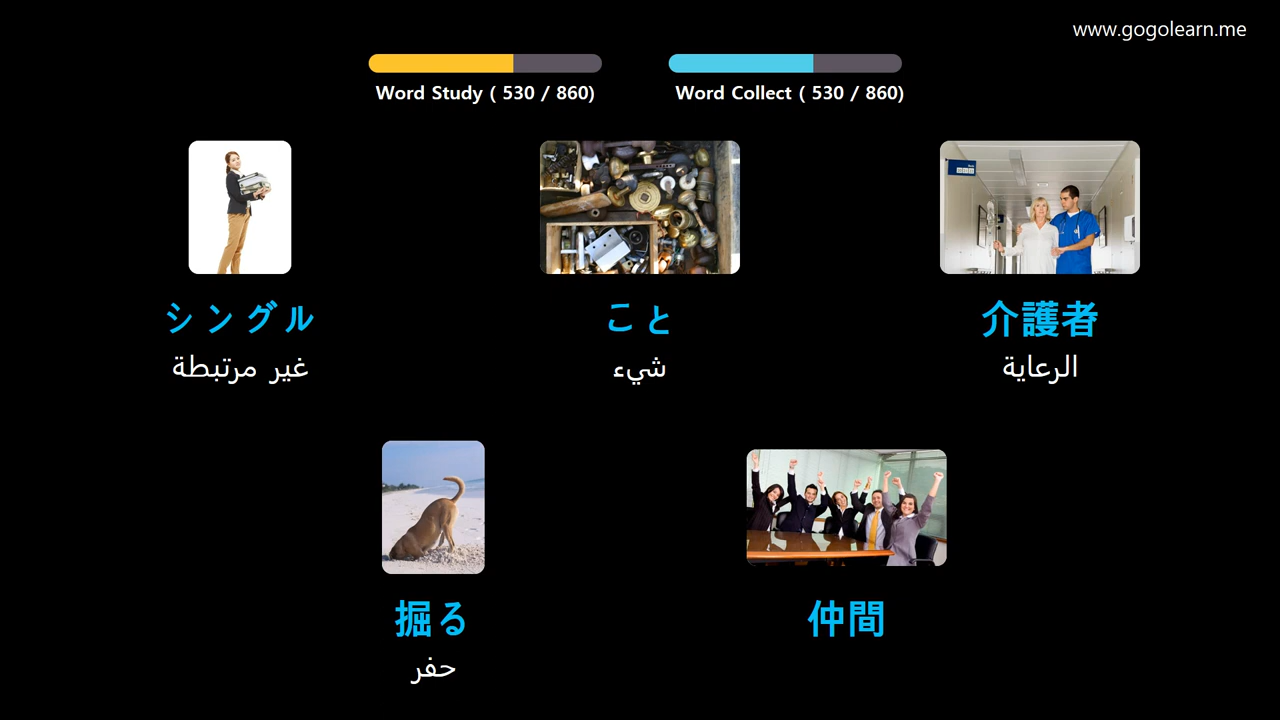 www.gogolearn.me
Word Study ( 530 / 860)
Word Collect ( 530 / 860)
シングル
غير مرتبطة
こと
شيء
介護者
الرعاية
掘る
حفر
仲間